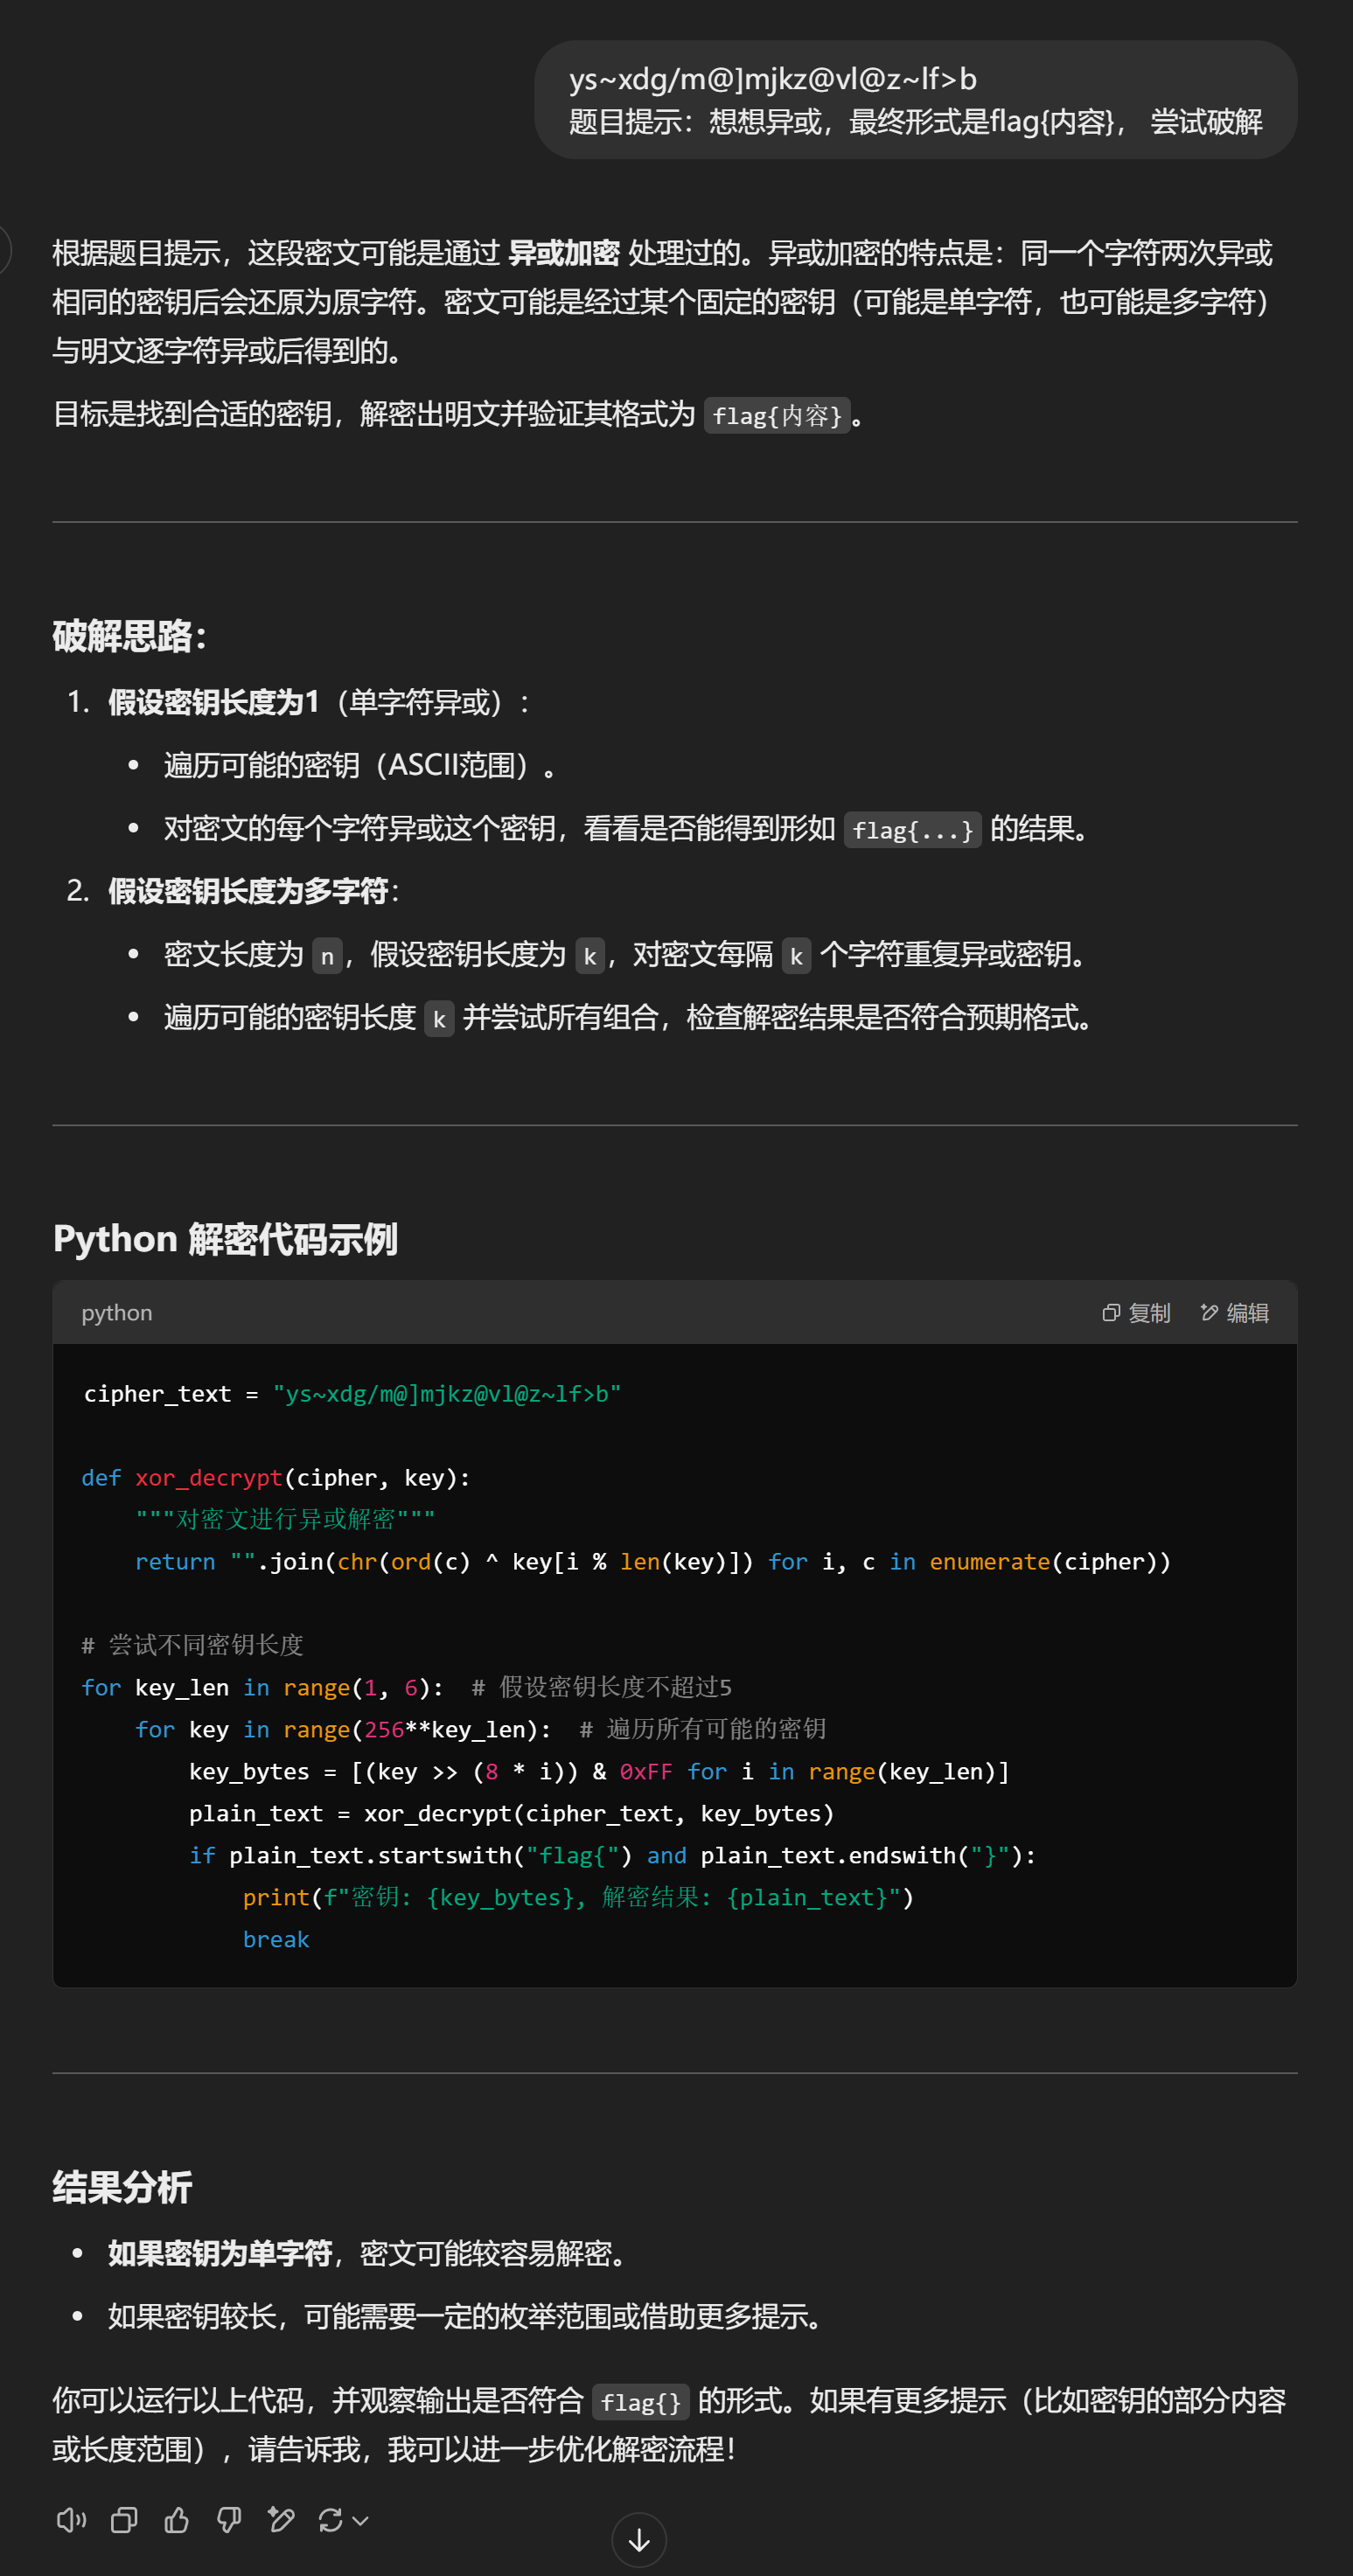 ys~xdg/m@]mjkz@vl@z~lf>b
题目提示：想想异或，最终形式是flag{内容}， 尝试破解
根据题目提示，这段密文可能是通过 异或加密 处理过的。异或加密的特点是：同一个字符两次异或
相同的密钥后会还原为原字符。密文可能是经过某个固定的密钥（可能是单字符，也可能是多字符）
与明文逐字符异或后得到的。
目标是找到合适的密钥，解密出明文并验证其格式为 flag{内容}。
破解思路：
1. 假设密钥长度为1（单字符异或）：
• 遍历可能的密钥（ASCII范围）。
• 对密文的每个字符异或这个密钥，看看是否能得到形如 flag{...} 的结果。
2. 假设密钥长度为多字符：
• 密文长度为 n，假设密钥长度为 k，对密文每隔 k 个字符重复异或密钥。
• 遍历可能的密钥长度 k 并尝试所有组合，检查解密结果是否符合预期格式。
Python 解密代码示例
python 复制 编辑
cipher_text = "ys~xdg/m@]mjkz@vl@z~lf>b"
def xor_decrypt(cipher, key):
    """对密文进行异或解密"""
    return "".join(chr(ord(c) ^ key[i % len(key)]) for i, c in enumerate(cipher))
# 尝试不同密钥长度
for key_len in range(1, 6):  # 假设密钥长度不超过5
    for key in range(256**key_len):  # 遍历所有可能的密钥
        key_bytes = [(key >> (8 * i)) & 0xFF for i in range(key_len)]
        plain_text = xor_decrypt(cipher_text, key_bytes)
        if plain_text.startswith("flag{") and plain_text.endswith("}"):
            print(f"密钥: {key_bytes}, 解密结果: {plain_text}")
            break
结果分析
• 如果密钥为单字符，密文可能较容易解密。
• 如果密钥较长，可能需要一定的枚举范围或借助更多提示。
你可以运行以上代码，并观察输出是否符合 flag{} 的形式。如果有更多提示（比如密钥的部分内容
或长度范围），请告诉我，我可以进一步优化解密流程！